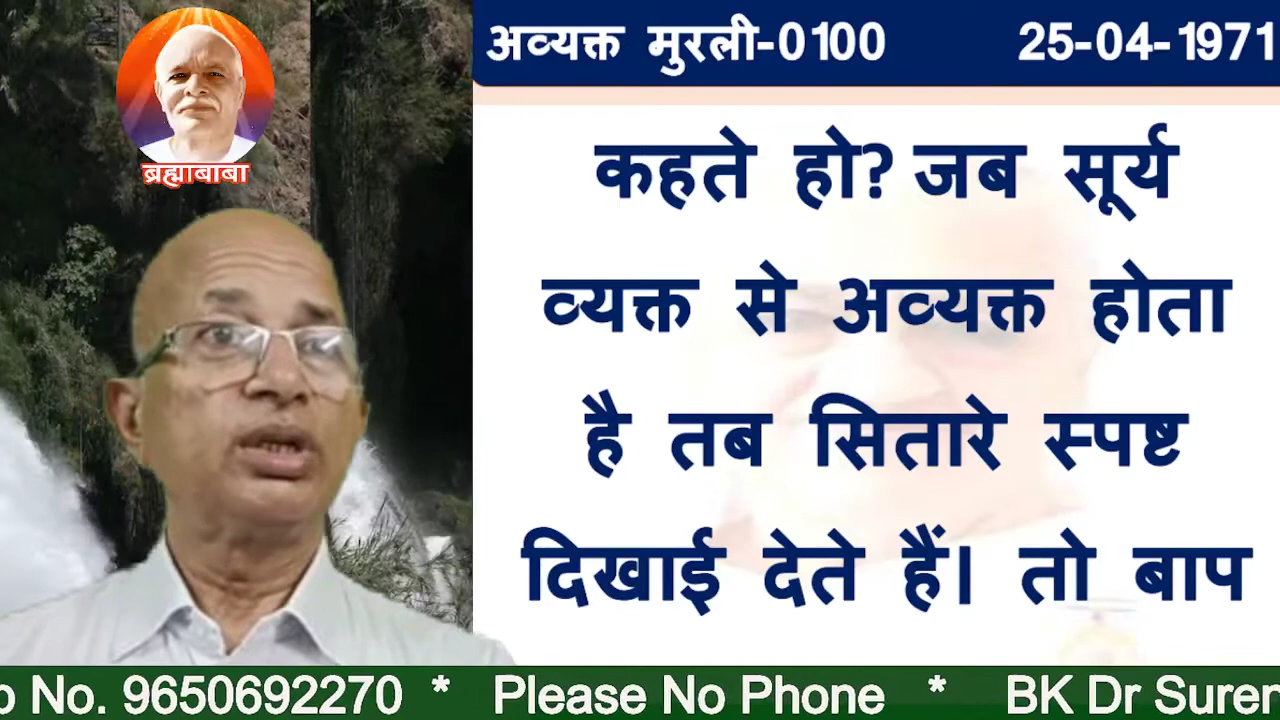 अव्यक्त मुरली-0100 25-04-1971
ब्रह्माबाबा
कहते हो? जब सूर्य
व्यक्त से अव्यक्त होता
है तब सितारे स्पष्ट
दिखाई देते हैं। तो बाप
No. 9650692270 * Please No Phone * BK Dr